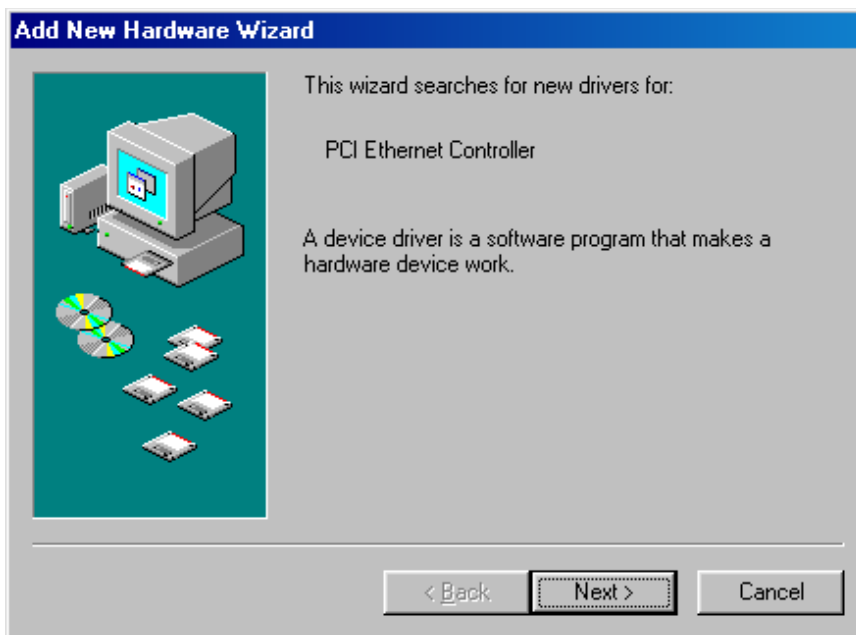 Add New Hardware Wizard
This wizard searches for new drivers for:
PCI Ethernet Controller
A device driver is a software program that makes a
hardware device work.
< Back
Next >
Cancel